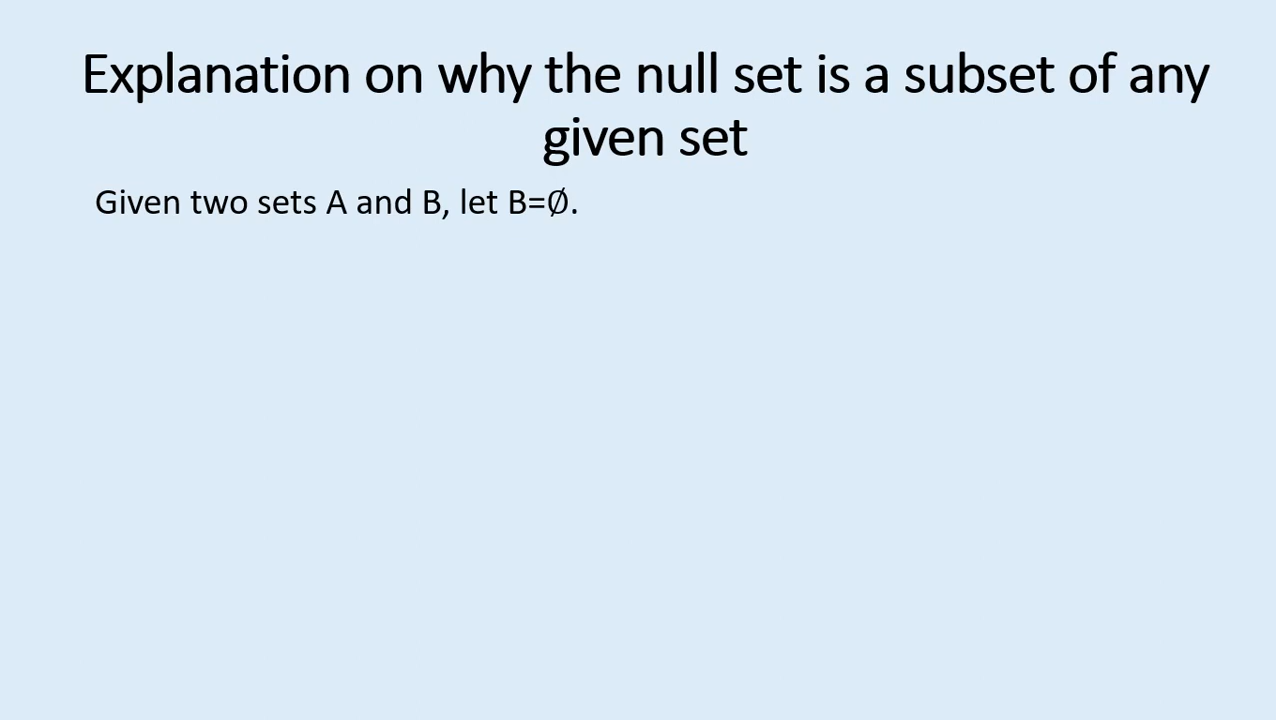 Explanation on why the null set is a subset of any
given set
Given two sets A and B, let B=∅.